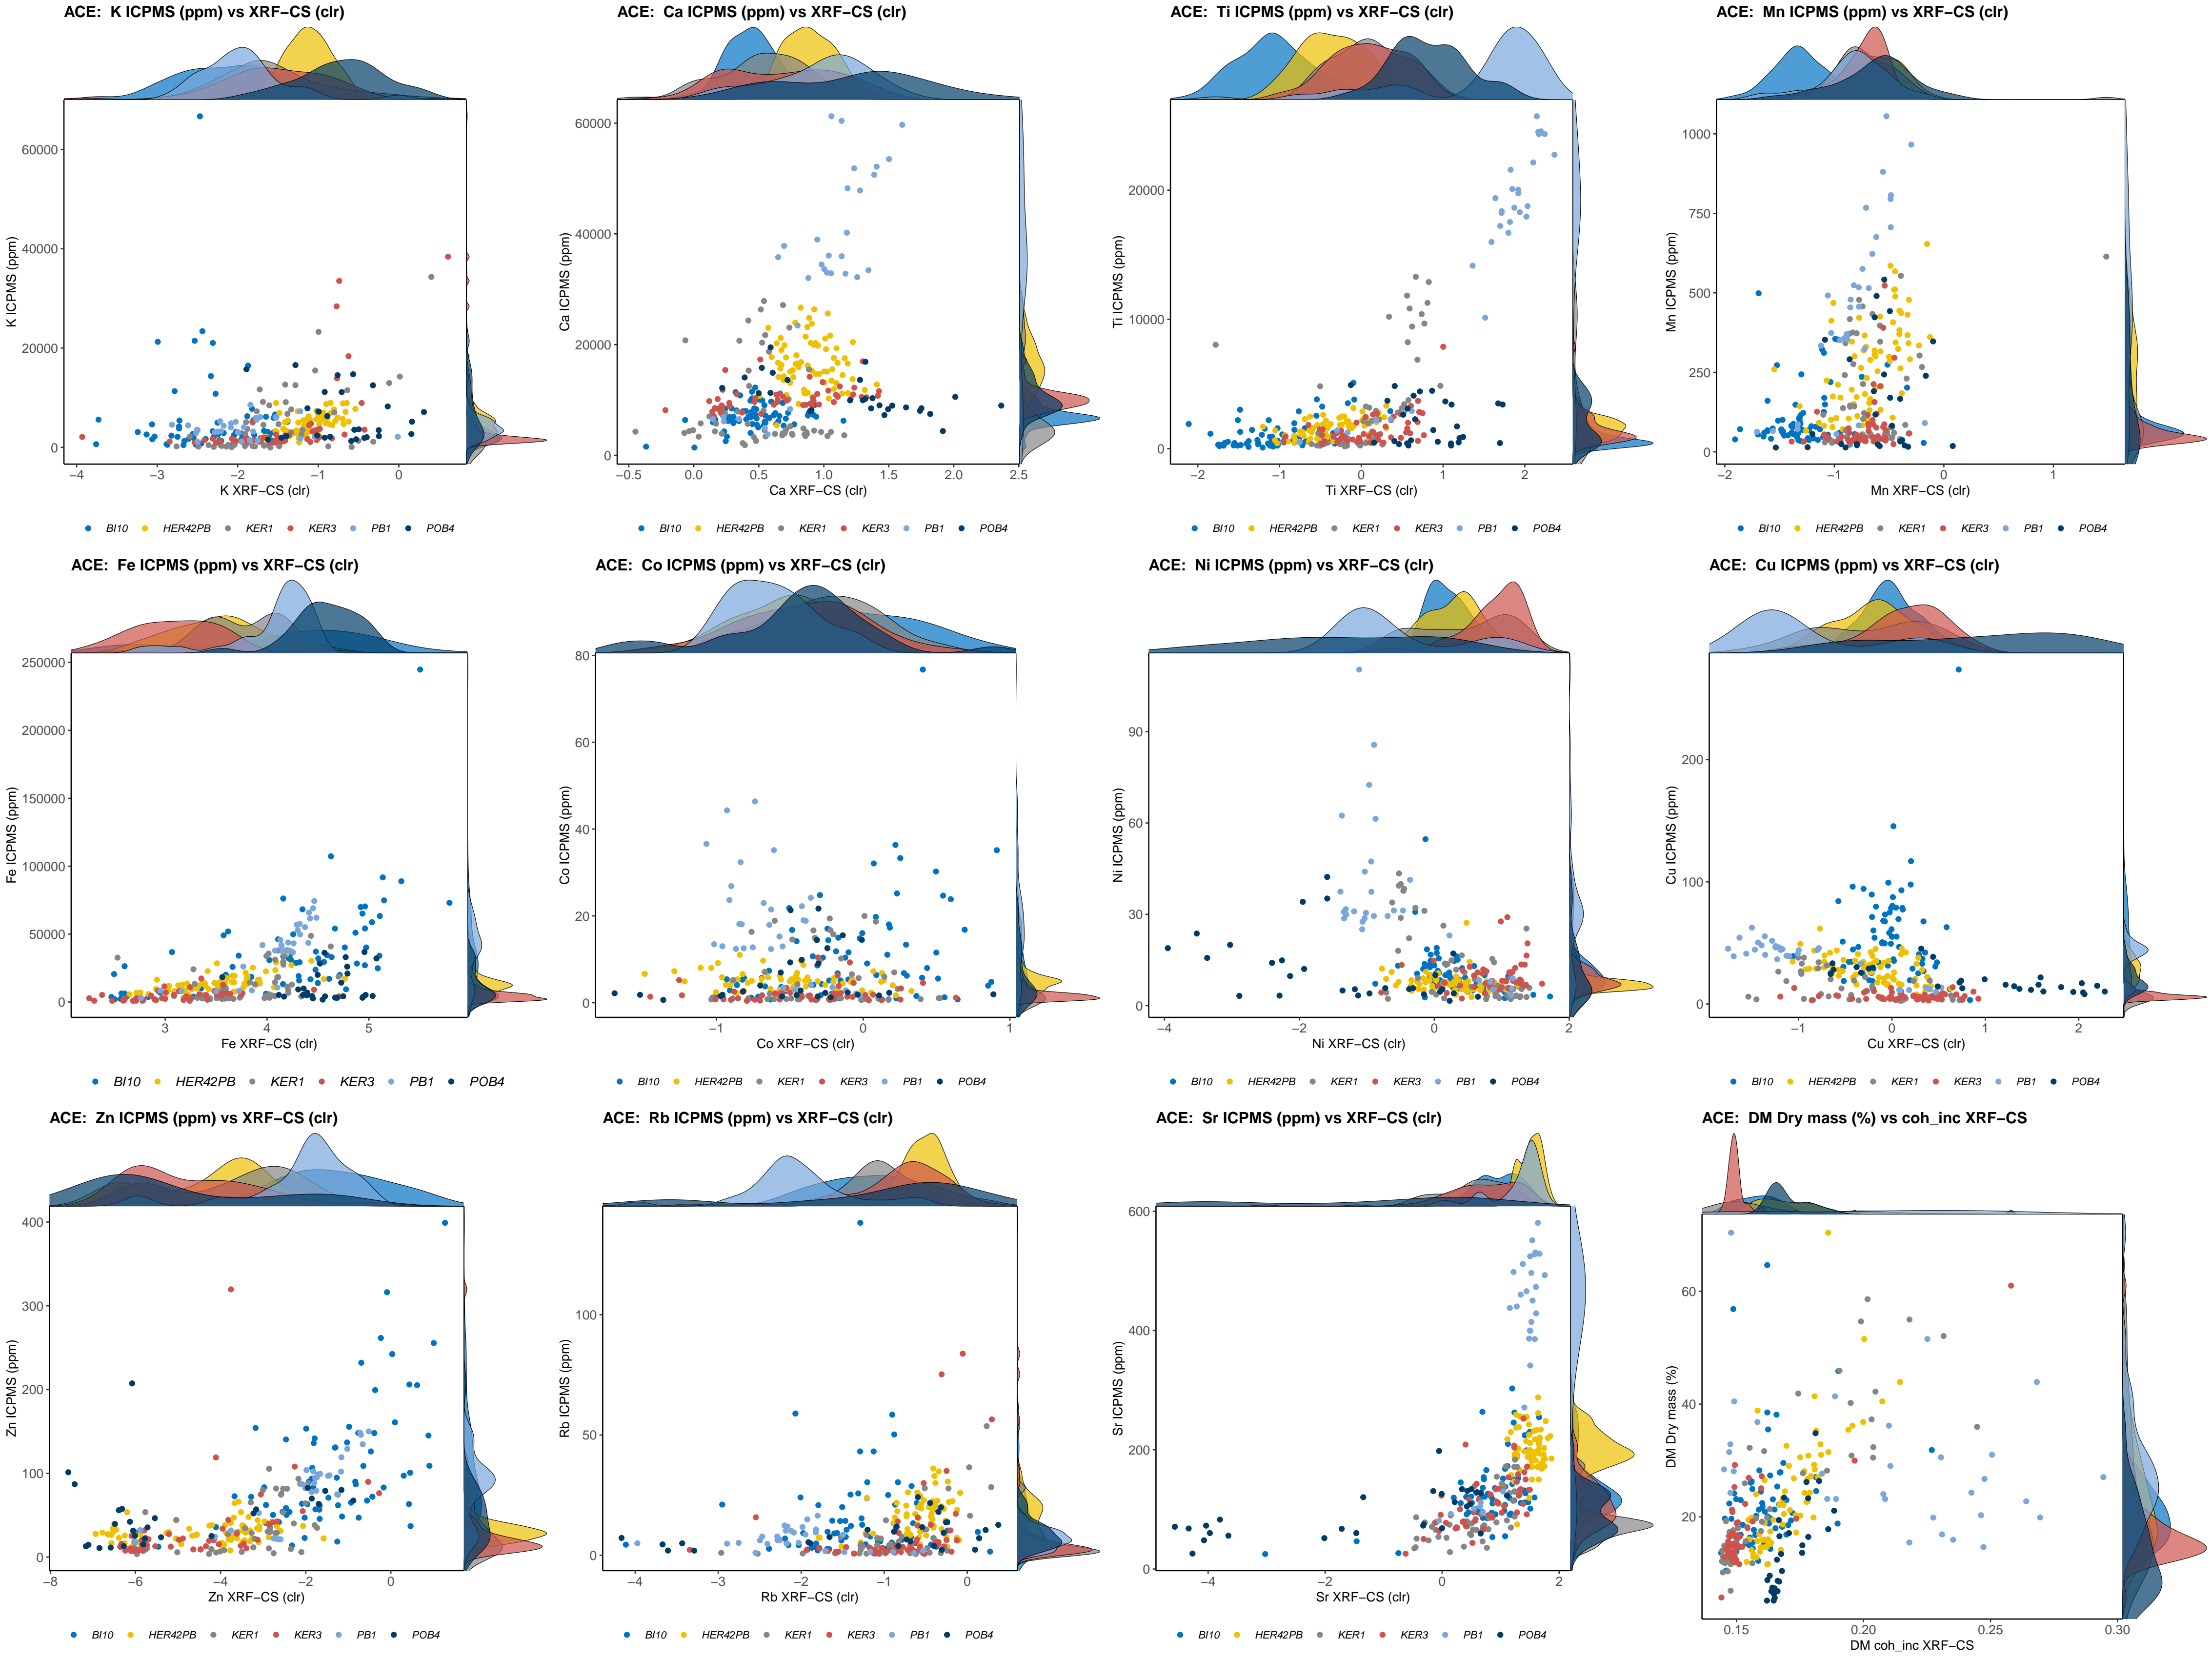 ACE:  K ICPMS (ppm) vs XRF−CS (clr)
K ICPMS (ppm)
60000
40000
20000
0
−4 −3 −2 −1 0
K XRF−CS (clr)
BI10 HER42PB KER1 KER3 PB1 POB4
ACE:  Ca ICPMS (ppm) vs XRF−CS (clr)
Ca ICPMS (ppm)
60000
40000
20000
0
−0.5 0.0 0.5 1.0 1.5 2.0 2.5
Ca XRF−CS (clr)
BI10 HER42PB KER1 KER3 PB1 POB4
ACE:  Ti ICPMS (ppm) vs XRF−CS (clr)
Ti ICPMS (ppm)
20000
10000
0
−2 −1 0 1 2
Ti XRF−CS (clr)
BI10 HER42PB KER1 KER3 PB1 POB4
ACE:  Mn ICPMS (ppm) vs XRF−CS (clr)
Mn ICPMS (ppm)
1000
750
500
250
0
−2 −1 0 1
Mn XRF−CS (clr)
BI10 HER42PB KER1 KER3 PB1 POB4
ACE:  Fe ICPMS (ppm) vs XRF−CS (clr)
Fe ICPMS (ppm)
250000
200000
150000
100000
50000
0
3 4 5
Fe XRF−CS (clr)
BI10 HER42PB KER1 KER3 PB1 POB4
ACE:  Co ICPMS (ppm) vs XRF−CS (clr)
Co ICPMS (ppm)
80
60
40
20
0
−1 0 1
Co XRF−CS (clr)
BI10 HER42PB KER1 KER3 PB1 POB4
ACE:  Ni ICPMS (ppm) vs XRF−CS (clr)
Ni ICPMS (ppm)
90
60
30
0
−4 −2 0 2
Ni XRF−CS (clr)
BI10 HER42PB KER1 KER3 PB1 POB4
ACE:  Cu ICPMS (ppm) vs XRF−CS (clr)
Cu ICPMS (ppm)
200
100
0
−1 0 1 2
Cu XRF−CS (clr)
BI10 HER42PB KER1 KER3 PB1 POB4
ACE:  Zn ICPMS (ppm) vs XRF−CS (clr)
Zn ICPMS (ppm)
400
300
200
100
0
−8 −6 −4 −2 0
Zn XRF−CS (clr)
BI10 HER42PB KER1 KER3 PB1 POB4
ACE:  Rb ICPMS (ppm) vs XRF−CS (clr)
Rb ICPMS (ppm)
100
50
0
−4 −3 −2 −1 0
Rb XRF−CS (clr)
BI10 HER42PB KER1 KER3 PB1 POB4
ACE:  Sr ICPMS (ppm) vs XRF−CS (clr)
Sr ICPMS (ppm)
600
400
200
0
−4 −2 0 2
Sr XRF−CS (clr)
BI10 HER42PB KER1 KER3 PB1 POB4
ACE:  DM Dry mass (%) vs coh_inc XRF−CS
DM Dry mass (%)
60
40
20
0.15 0.20 0.25 0.30
DM coh_inc XRF−CS
BI10 HER42PB KER1 KER3 PB1 POB4